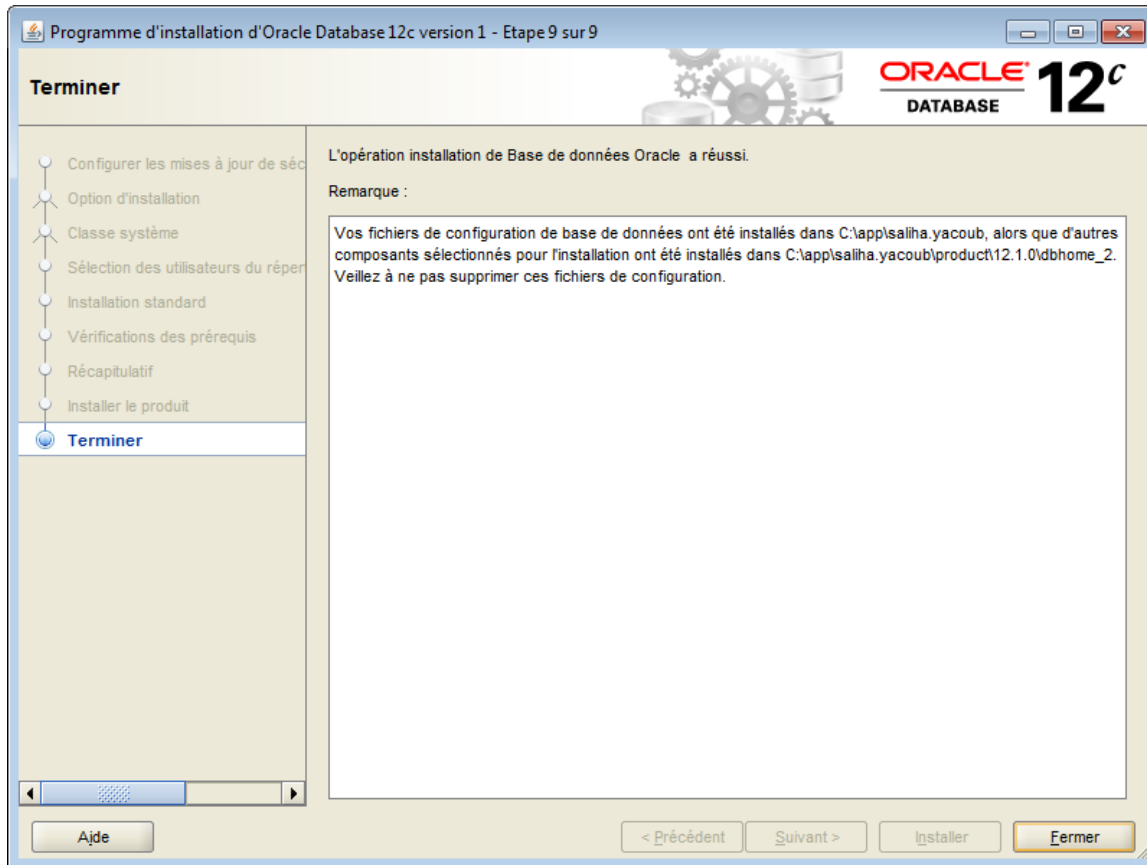 Programme d'installation d'Oracle Database 12c version 1 - Etape 9 sur 9
Terminer
ORACLE DATABASE 12c
Configurer les mises à jour de séc
Option d'installation
Classe système
Sélection des utilisateurs du réper
Installation standard
Vérifications des prérequis
Récapitulatif
Installer le produit
Terminer
L'opération installation de Base de données Oracle a réussi.
Remarque :
Vos fichiers de configuration de base de données ont été installés dans C:\app\saliha.yacoub, alors que d'autres
composants sélectionnés pour l'installation ont été installés dans C:\app\saliha.yacoub\product\12.1.0\dbhome_2.
Veillez à ne pas supprimer ces fichiers de configuration.
Aide
< Précédent
Suivant >
Installer
Fermer